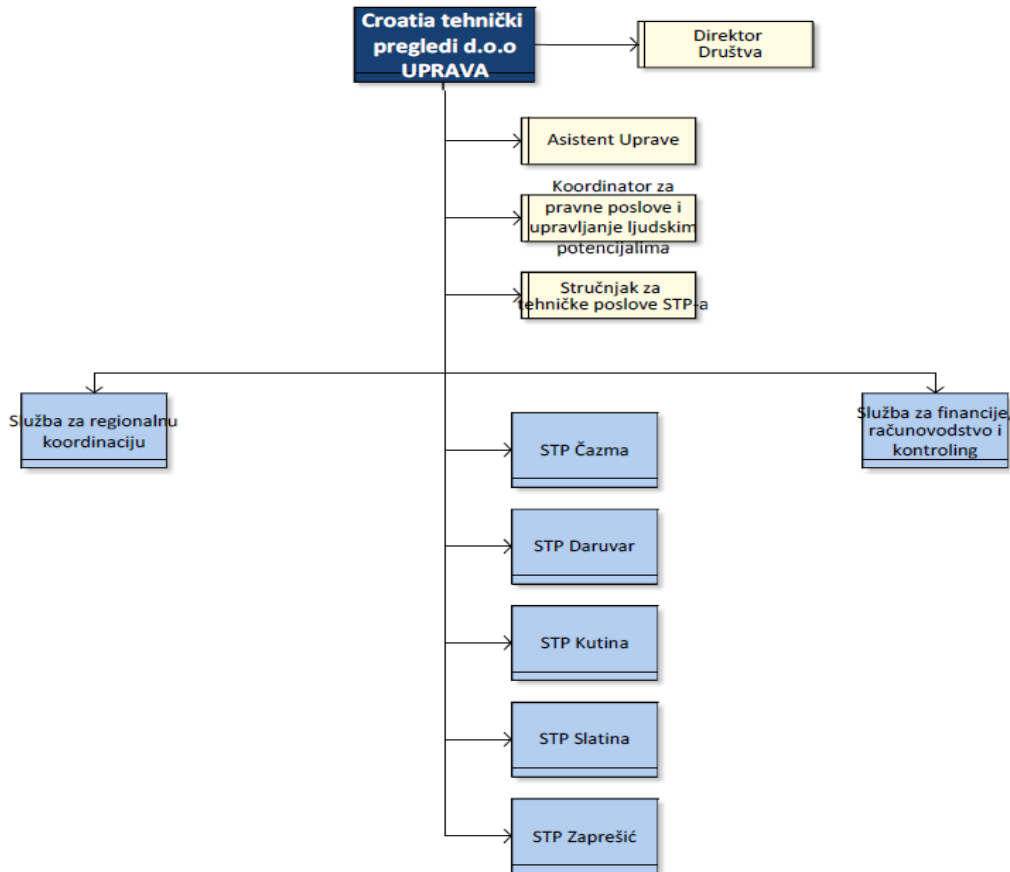 Croatia tehnički
pregledi d.o.o
UPRAVA
Direktor
Društva
Asistent Uprave
Koordinator za
pravne poslove i
upravljanje ljudskim
potencijalima
Stručnjak za
tehničke poslove STP-a
Služba za regionalnu
koordinaciju
Služba za financije,
računovodstvo i
kontroling
STP Čazma
STP Daruvar
STP Kutina
STP Slatina
STP Zaprešić